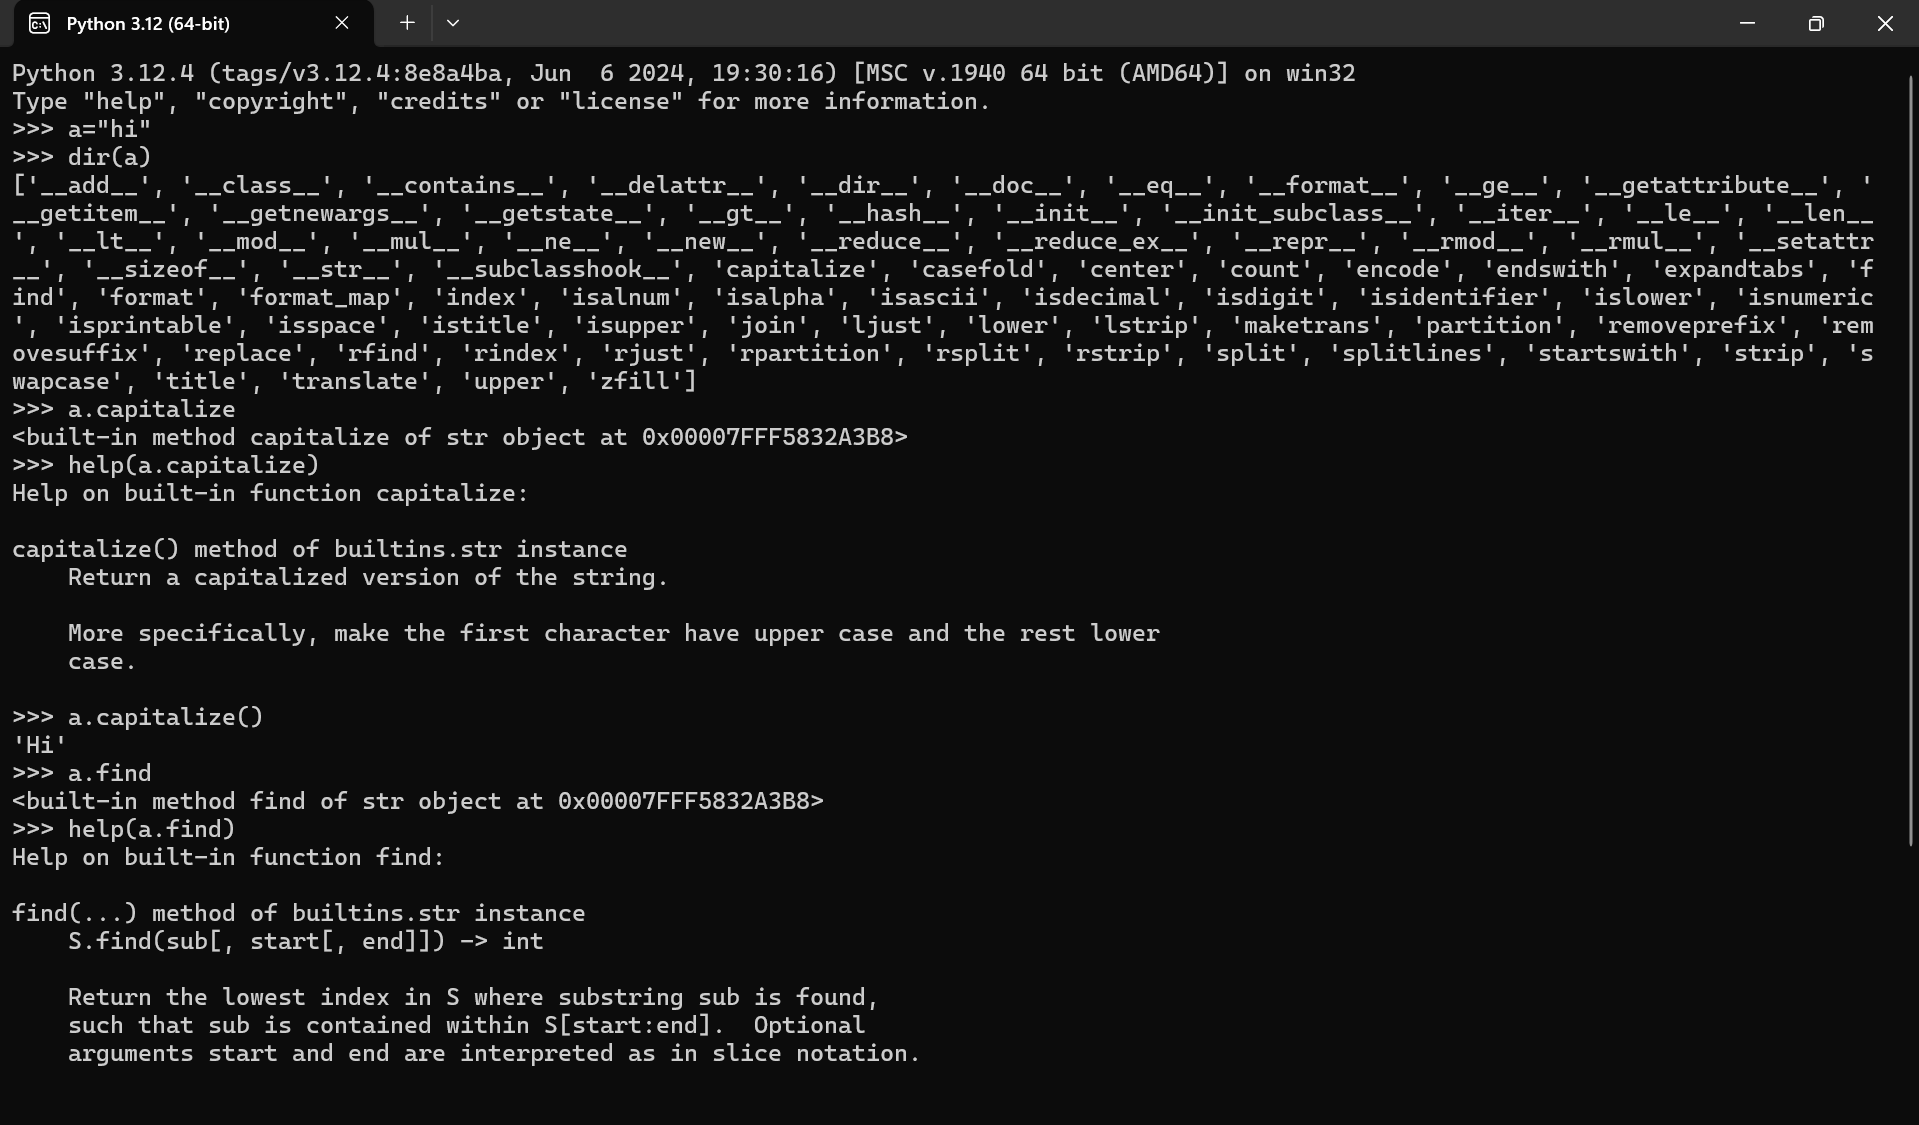 Python 3.12 (64-bit)
Python 3.12.4 (tags/v3.12.4:8e8a4ba, Jun  6 2024, 19:30:16) [MSC v.1940 64 bit (AMD64)] on win32
Type "help", "copyright", "credits" or "license" for more information.
>>> a="hi"
>>> dir(a)
['__add__', '__class__', '__contains__', '__delattr__', '__dir__', '__doc__', '__eq__', '__format__', '__ge__', '__getattribute__', '
__getitem__', '__getnewargs__', '__getstate__', '__gt__', '__hash__', '__init__', '__init_subclass__', '__iter__', '__le__', '__len__
', '__lt__', '__mod__', '__mul__', '__ne__', '__new__', '__reduce__', '__reduce_ex__', '__repr__', '__rmod__', '__rmul__', '__setattr
__', '__sizeof__', '__str__', '__subclasshook__', 'capitalize', 'casefold', 'center', 'count', 'encode', 'endswith', 'expandtabs', 'f
ind', 'format', 'format_map', 'index', 'isalnum', 'isalpha', 'isascii', 'isdecimal', 'isdigit', 'isidentifier', 'islower', 'isnumeric
', 'isprintable', 'isspace', 'istitle', 'isupper', 'join', 'ljust', 'lower', 'lstrip', 'maketrans', 'partition', 'removeprefix', 'rem
ovesuffix', 'replace', 'rfind', 'rindex', 'rjust', 'rpartition', 'rsplit', 'rstrip', 'split', 'splitlines', 'startswith', 'strip', 's
wapcase', 'title', 'translate', 'upper', 'zfill']
>>> a.capitalize
<built-in method capitalize of str object at 0x00007FFF5832A3B8>
>>> help(a.capitalize)
Help on built-in function capitalize:

capitalize() method of builtins.str instance
    Return a capitalized version of the string.

    More specifically, make the first character have upper case and the rest lower
    case.

>>> a.capitalize()
'Hi'
>>> a.find
<built-in method find of str object at 0x00007FFF5832A3B8>
>>> help(a.find)
Help on built-in function find:

find(...) method of builtins.str instance
    S.find(sub[, start[, end]]) -> int

    Return the lowest index in S where substring sub is found,
    such that sub is contained within S[start:end].  Optional
    arguments start and end are interpreted as in slice notation.